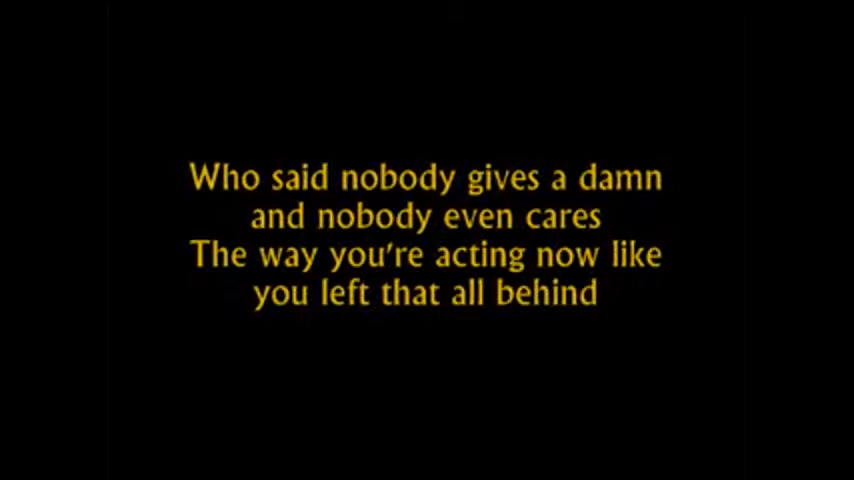 Who said nobody gives a damn
and nobody even cares
The way you're acting now like
you left that all behind